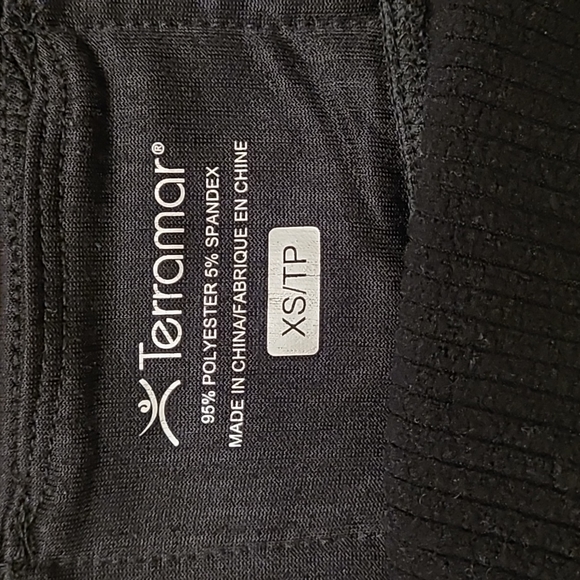 Terramar®
95% POLYESTER 5% SPANDEX
MADE IN CHINA/FABRIQUE EN CHINE
XS/TP